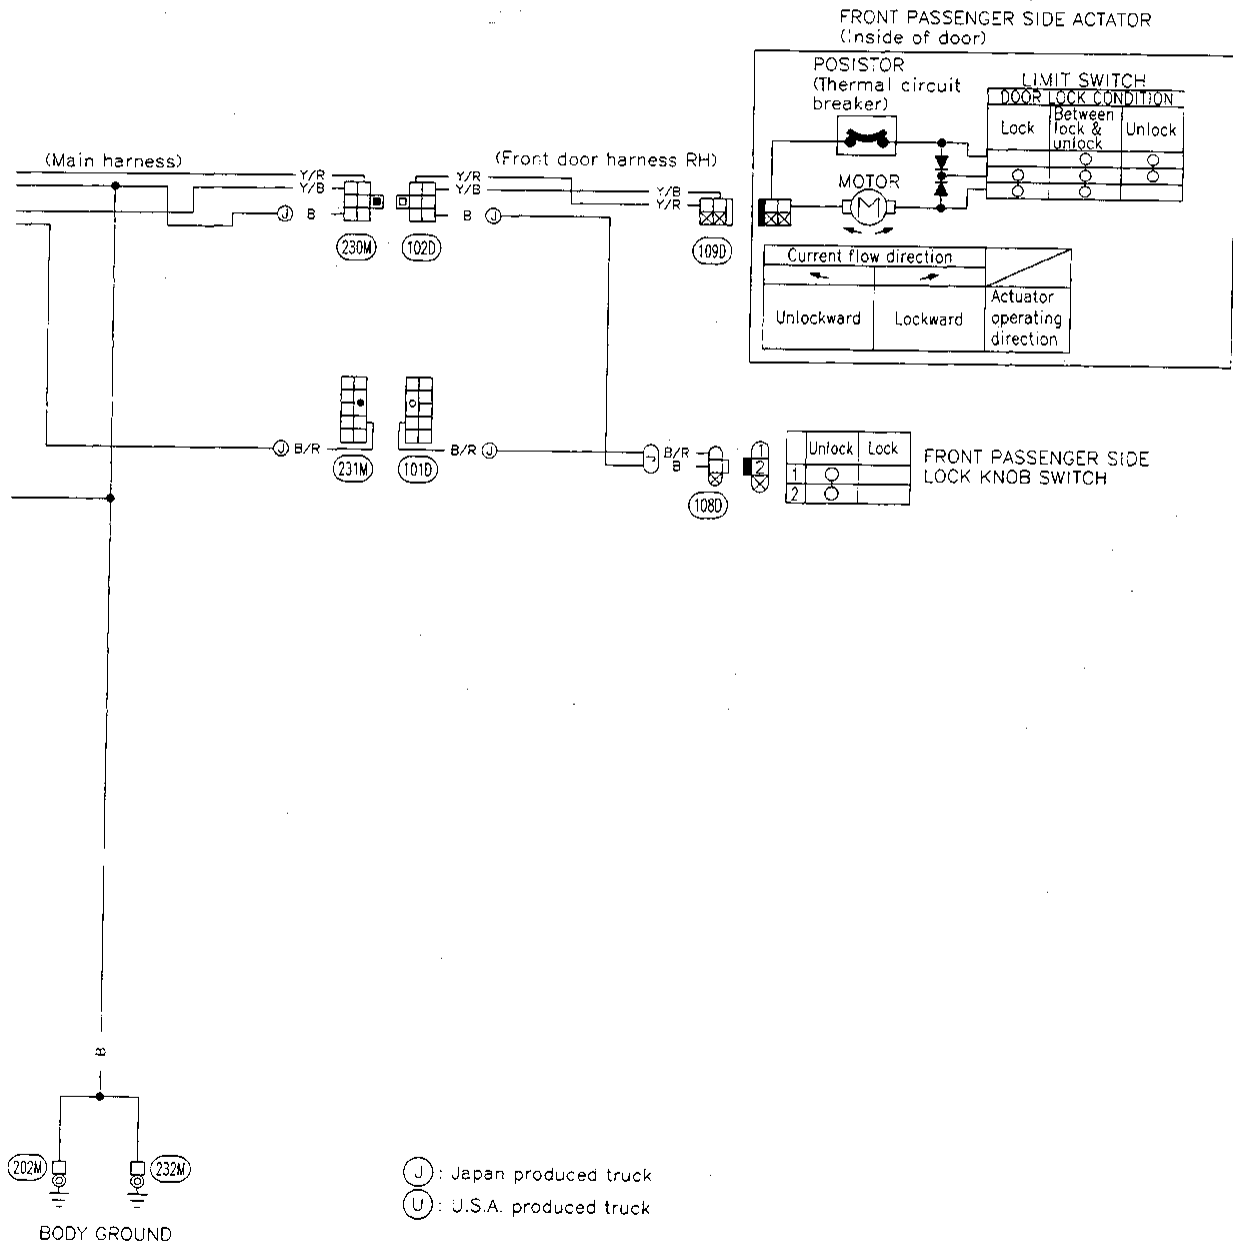 FRONT PASSENGER SIDE ACTATOR
(Inside of door)
POSISTOR
(Thermal circuit
breaker)
LIMIT SWITCH
DOOR LOCK CONDITION
Lock
Between
lock &
unlock
Unlock
MOTOR
M
Current flow direction
Unlockward
Lockward
Actuator
operating
direction
(Main harness)
(Front door harness RH)
Y/R
Y/B
J B
230M
102D
Y/R
Y/B
B J
Y/B
Y/R
109D
J B/R
231M
101D
B/R J
B/R
B
108D
1
2
Unlock Lock
1
2
FRONT PASSENGER SIDE
LOCK KNOB SWITCH
B
202M
232M
BODY GROUND
J : Japan produced truck
U : U.S.A. produced truck